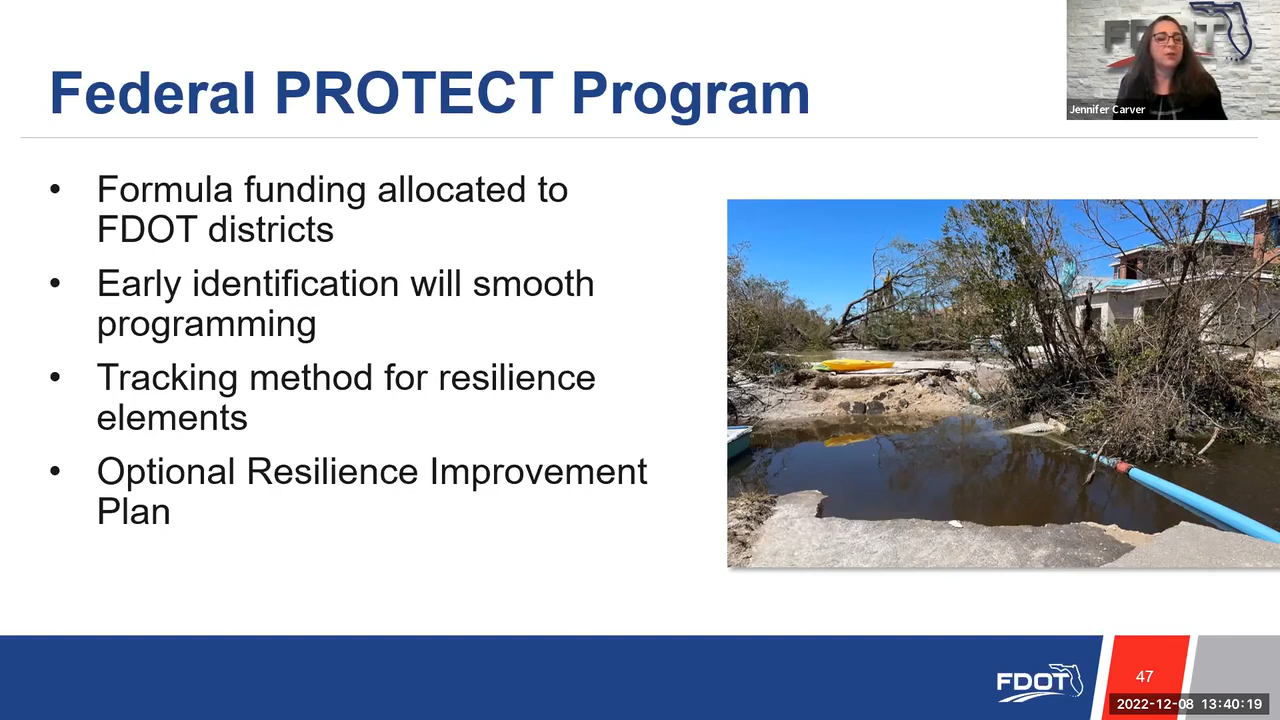 Federal PROTECT Program
FDOT
Jennifer Carver
• Formula funding allocated to
FDOT districts
• Early identification will smooth
programming
• Tracking method for resilience
elements
• Optional Resilience Improvement
Plan
FDOT
47
2022-12-08 13:40:19